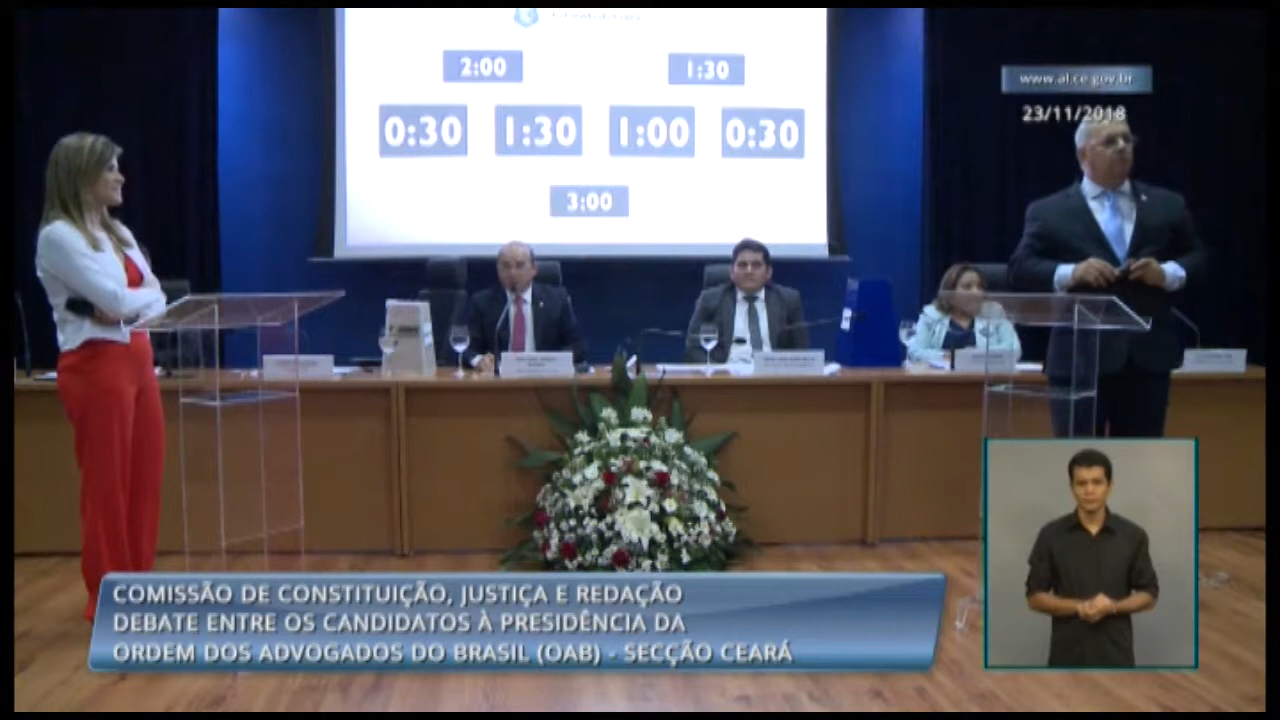 2:00
1:30
www.al.ce.gov.br
23/11/2018
0:30
1:30
1:00
0:30
3:00
COMISSÃO DE CONSTITUIÇÃO, JUSTIÇA E REDAÇÃO
DEBATE ENTRE OS CANDIDATOS À PRESIDÊNCIA DA
ORDEM DOS ADVOGADOS DO BRASIL (OAB) - SECÇÃO CEARÁ